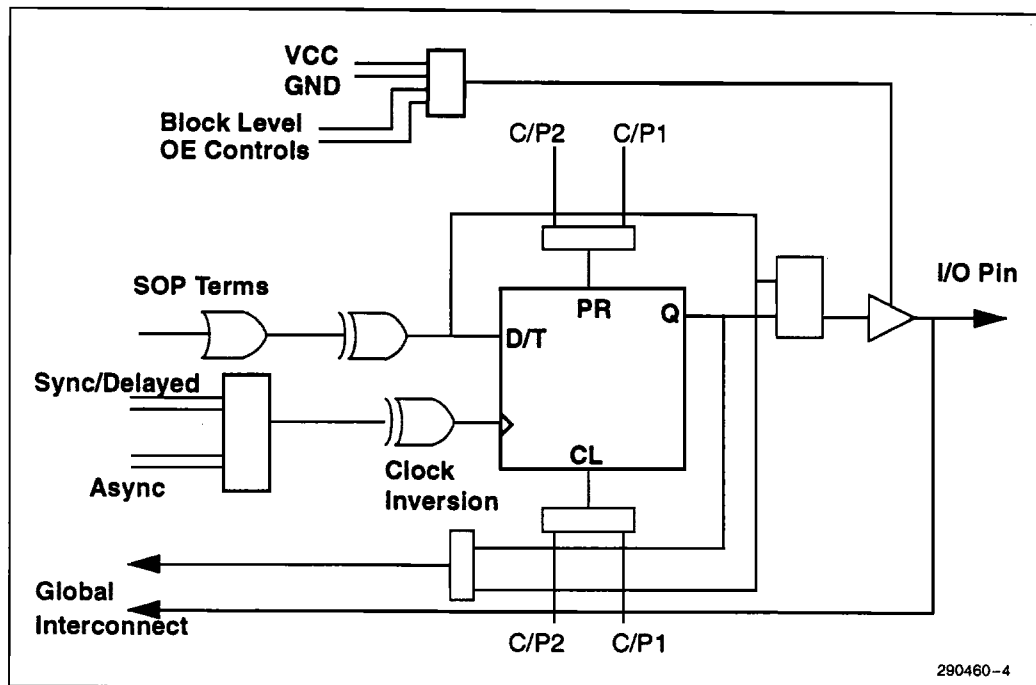 VCC
GND
Block Level
OE Controls
C/P2
C/P1
SOP Terms
I/O Pin
PR
Q
D/T
Sync/Delayed
CL
Async
Clock
Inversion
Global
Interconnect
C/P2
C/P1
290460-4